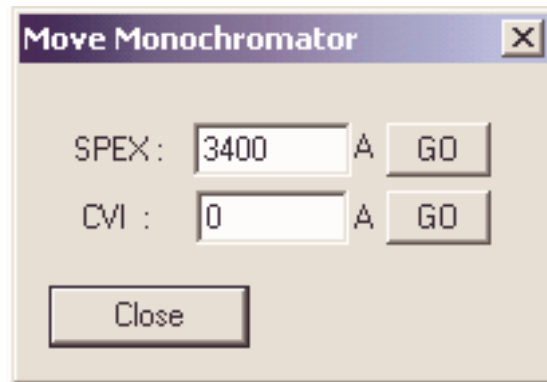 Move Monochromator
SPEX : 3400 A GO
CVI : 0 A GO
Close